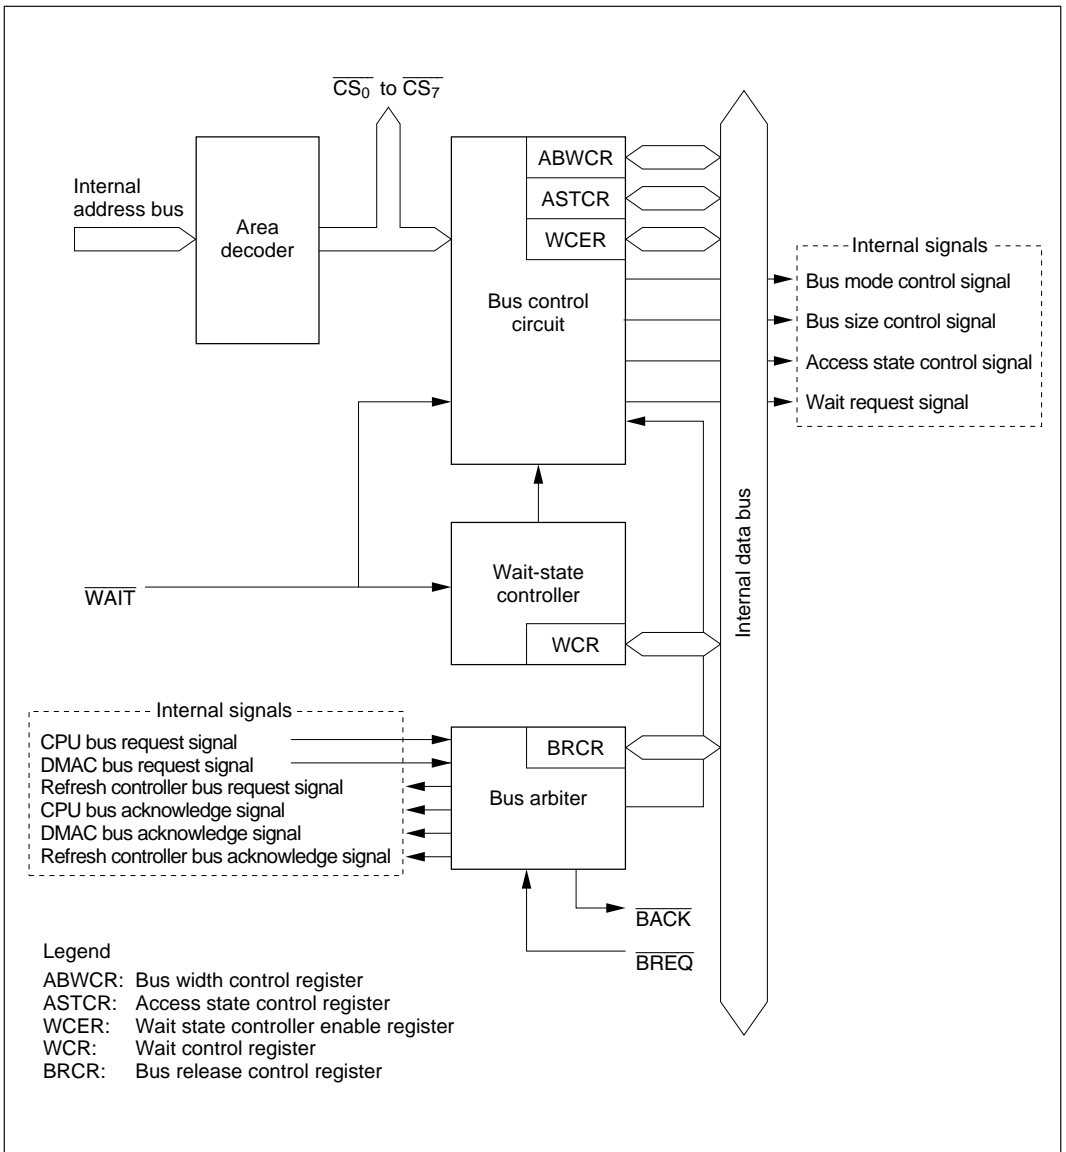 CS0 to CS7
Internal
address bus
Area
decoder
ABWCR
ASTCR
WCER
Bus control
circuit
Internal signals
Bus mode control signal
Bus size control signal
Access state control signal
Wait request signal
Internal data bus
WAIT
Wait-state
controller
WCR
Internal signals
CPU bus request signal
DMAC bus request signal
Refresh controller bus request signal
CPU bus acknowledge signal
DMAC bus acknowledge signal
Refresh controller bus acknowledge signal
BRCR
Bus arbiter
BACK
BREQ
Legend
ABWCR: Bus width control register
ASTCR: Access state control register
WCER: Wait state controller enable register
WCR: Wait control register
BRCR: Bus release control register